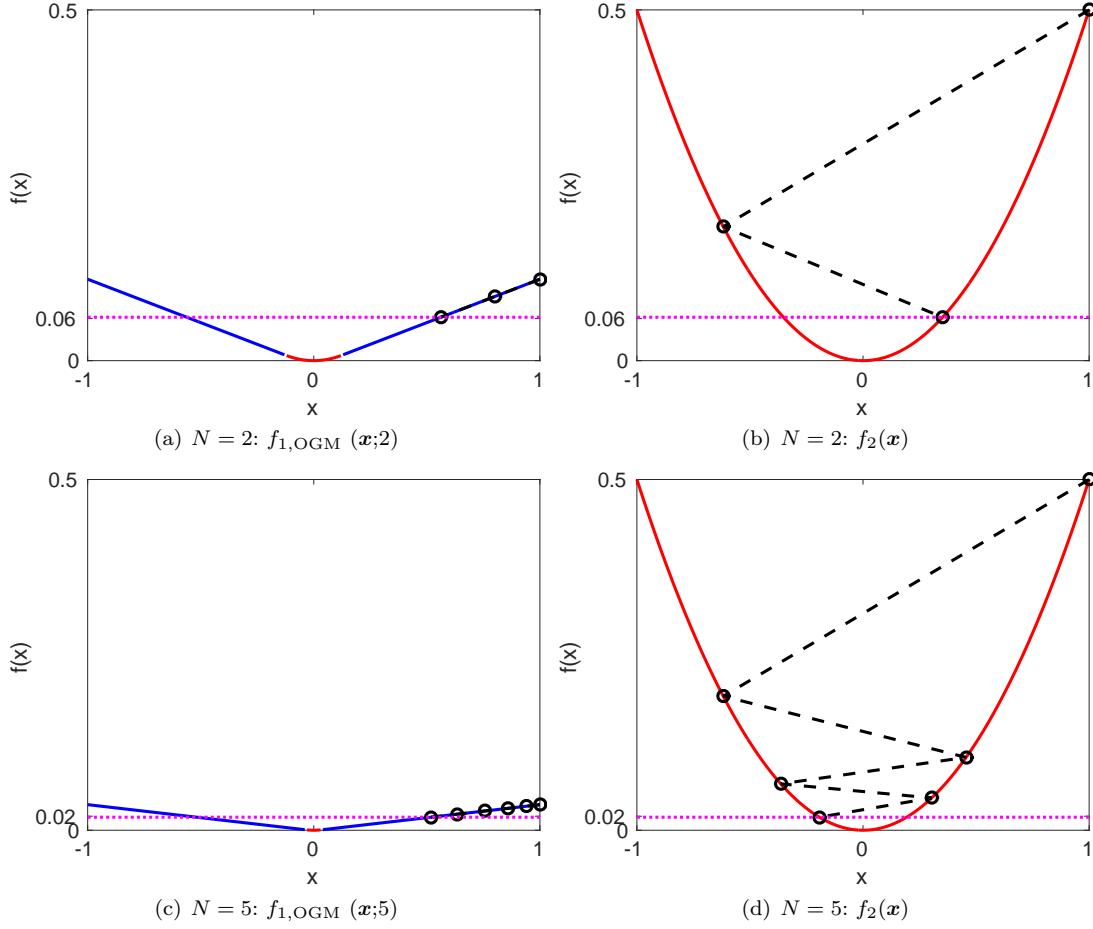 0.5
0.5
f(x)
f(x)
0.06
0.06
0
0
-1
0
1
-1
0
1
x
x
(a) N = 2: f1,OGM (x;2)
(b) N = 2: f2(x)
0.5
0.5
f(x)
f(x)
0.02
0.02
0
0
-1
0
1
-1
0
1
x
x
(c) N = 5: f1,OGM (x;5)
(d) N = 5: f2(x)